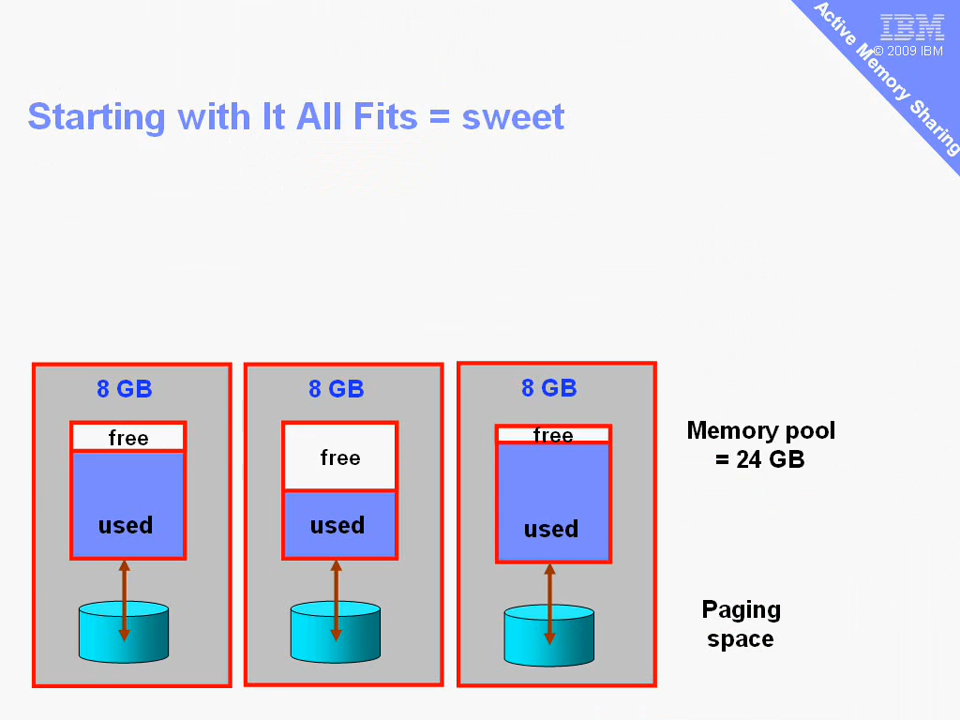 Active Memory Sharing
IBM
© 2009 IBM
Starting with It All Fits = sweet
8 GB
free
used
8 GB
free
used
8 GB
free
used
Memory pool
= 24 GB
Paging
space